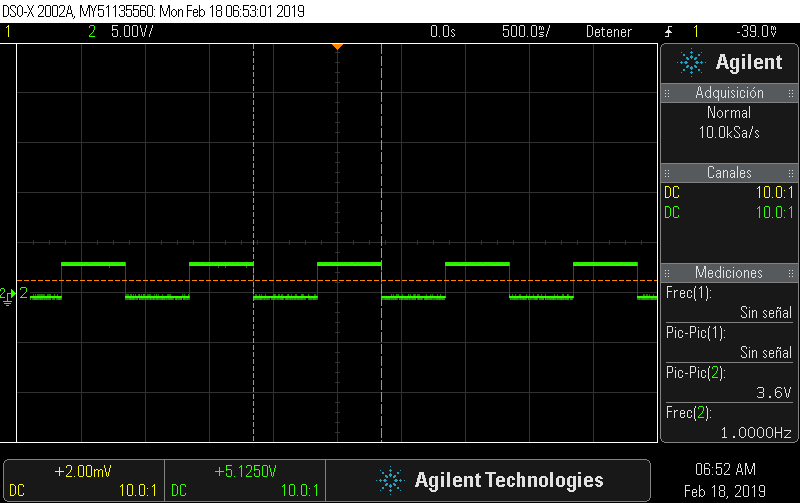 DSO-X 2002A, MY51135560: Mon Feb 18 06:53:01 2019
1 2 5.00V/ 0.0s 500.0ms/ Detener 1 -39.0mV
Agilent
Adquisición
Normal
10.0kSa/s
Canales
DC 10.0:1
DC 10.0:1
Mediciones
Frec(1):
Sin señal
Pic-Pic(1):
Sin señal
Pic-Pic(2):
3.6V
Frec(2):
1.0000Hz
2 2
+2.00mV
DC 10.0:1
+5.1250V
DC 10.0:1
Agilent Technologies
06:52 AM
Feb 18, 2019